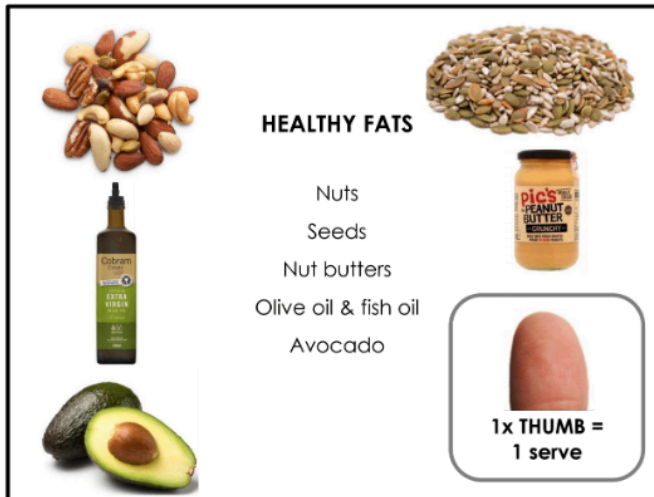 HEALTHY FATS
Nuts
Seeds
Nut butters
Olive oil & fish oil
Avocado
Cobram
EXTRA
VIRGIN
pic's
PEANUT
BUTTER
CRUNCHY
1x THUMB =
1 serve